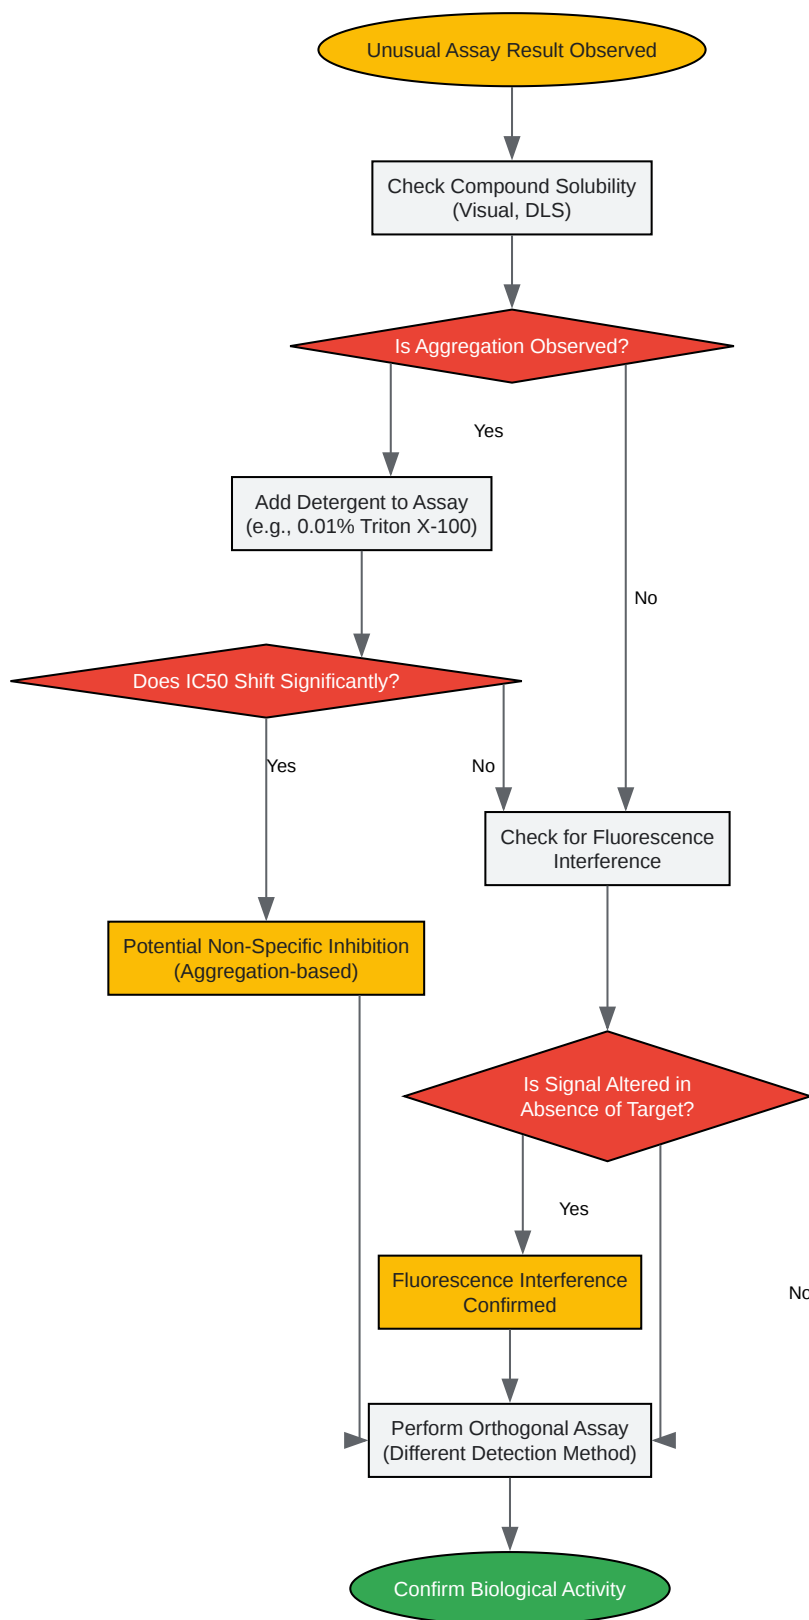 Unusual Assay Result Observed
Check Compound Solubility
(Visual, DLS)
Is Aggregation Observed?
Yes
Add Detergent to Assay
(e.g., 0.01% Triton X-100)
No
Does IC50 Shift Significantly?
Yes
No
Check for Fluorescence
Interference
Potential Non-Specific Inhibition
(Aggregation-based)
Is Signal Altered in
Absence of Target?
Yes
Fluorescence Interference
Confirmed
No
Perform Orthogonal Assay
(Different Detection Method)
Confirm Biological Activity